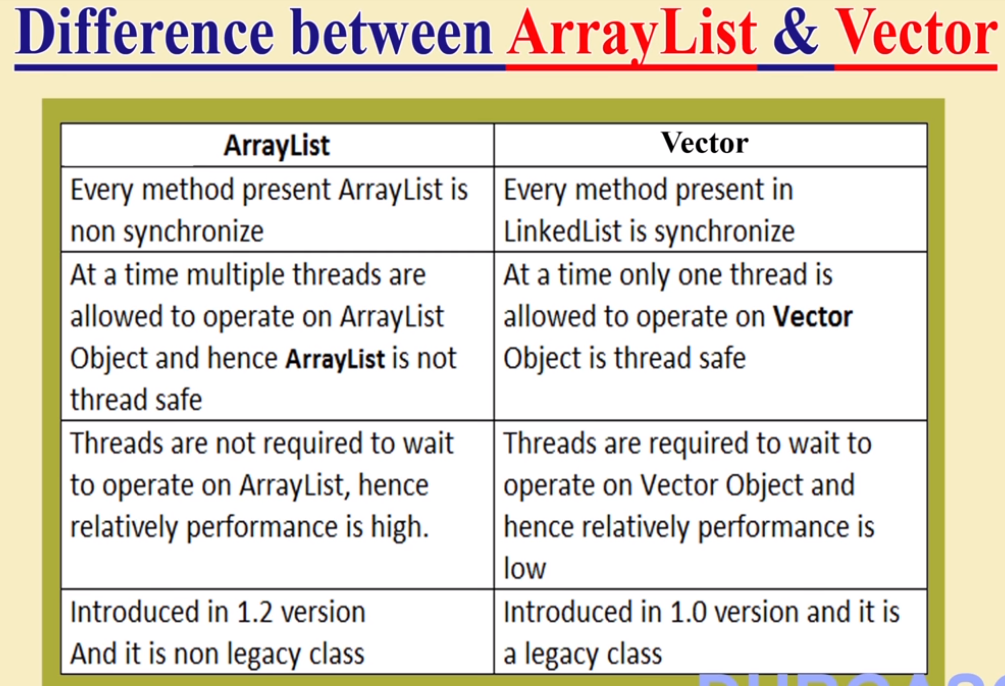 Difference between ArrayList & Vector
ArrayList
Vector
Every method present ArrayList is
non synchronize
Every method present in
LinkedList is synchronize
At a time multiple threads are
allowed to operate on ArrayList
Object and hence ArrayList is not
thread safe
At a time only one thread is
allowed to operate on Vector
Object is thread safe
Threads are not required to wait
to operate on ArrayList, hence
relatively performance is high.
Threads are required to wait to
operate on Vector Object and
hence relatively performance is
low
Introduced in 1.2 version
And it is non legacy class
Introduced in 1.0 version and it is
a legacy class